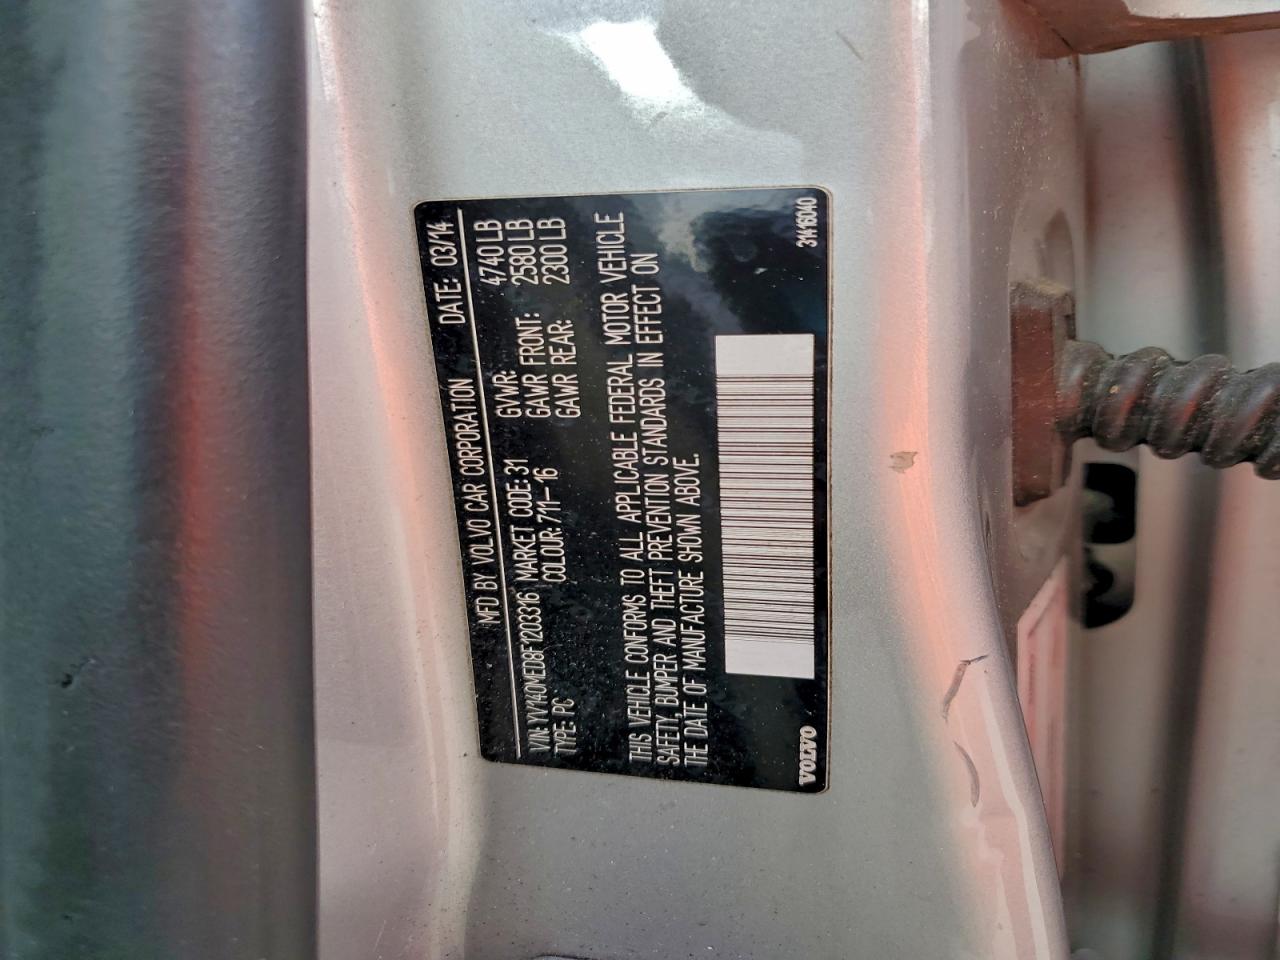 MFD BY VOLVO CAR CORPORATION DATE: 03/14
VIN: YV140MED8F1203316 MARKET CODE: 31 GVWR: 4740 LB
TYPE: PC COLOUR: 711-16 GAWR FRONT: 2580 LB
GAWR REAR: 2300 LB
THIS VEHICLE CONFORMS TO ALL APPLICABLE FEDERAL MOTOR VEHICLE
SAFETY, BUMPER AND THEFT PREVENTION STANDARDS IN EFFECT ON
THE DATE OF MANUFACTURE SHOWN ABOVE.
VOLVO 31416040